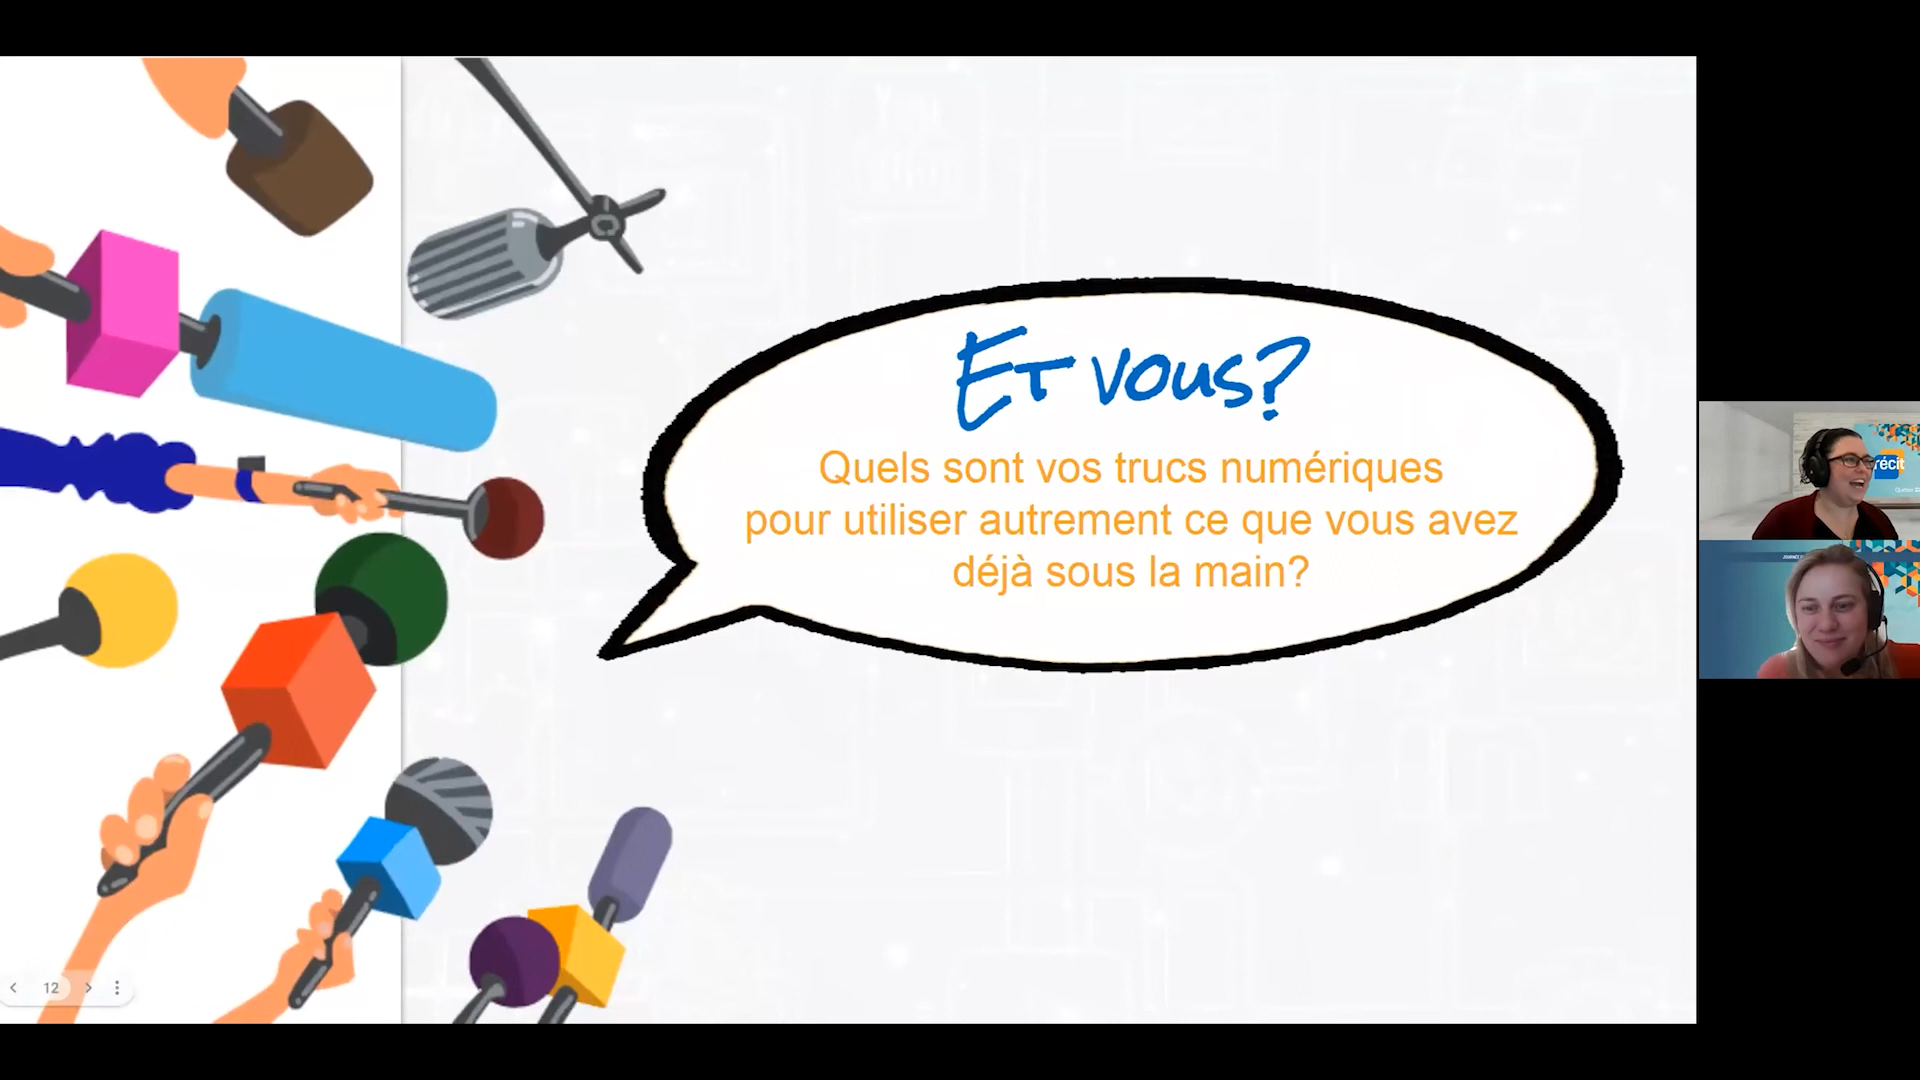 Et vous?
Quels sont vos trucs numériques
pour utiliser autrement ce que vous avez
déjà sous la main?
12
récit